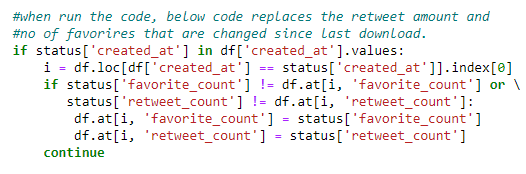 #when run the code, below code replaces the retweet amount and
#no of favorires that are changed since last download.
if status['created_at'] in df['created_at'].values:
    i = df.loc[df['created_at'] == status['created_at']].index[0]
    if status['favorite_count'] != df.at[i, 'favorite_count'] or \
       status['retweet_count'] != df.at[i, 'retweet_count']:
        df.at[i, 'favorite_count'] = status['favorite_count']
        df.at[i, 'retweet_count'] = status['retweet_count']
    continue